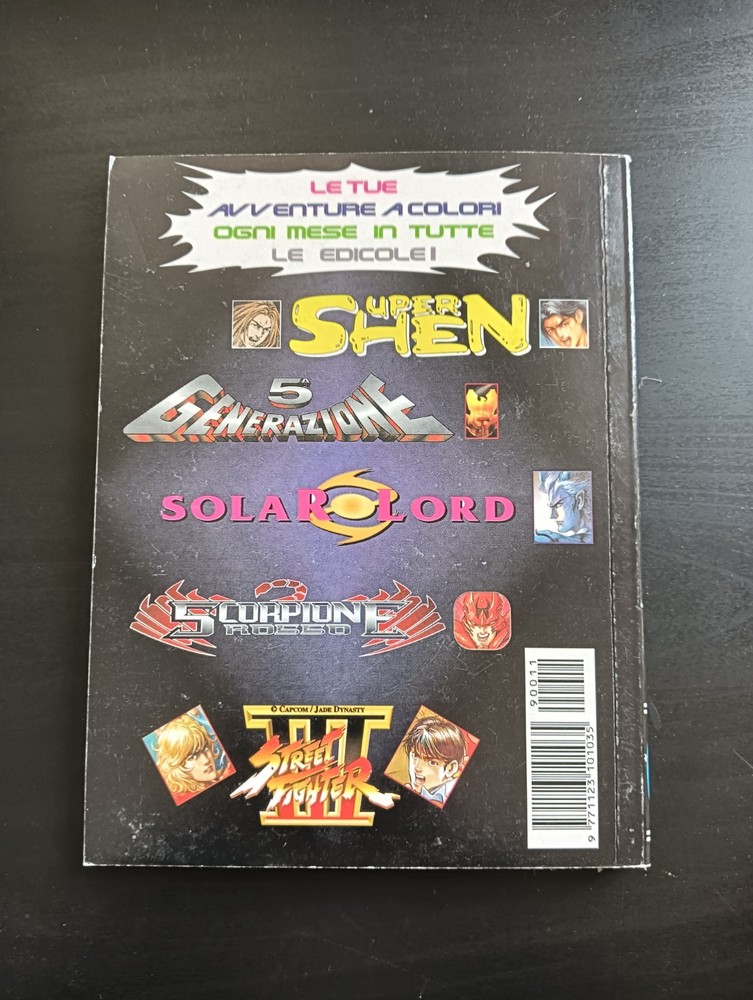 LE TUE
AVVENTURE A COLORI
OGNI MESE IN TUTTE
LE EDICOLE!
SUPER
SHEN
5ª
GENERAZIONE
SOLAR LORD
SCORPIONE
ROSSO
© CAPCOM / JADE DYNASTY
STREET
FIGHTER
III
90011
9 771123 101035